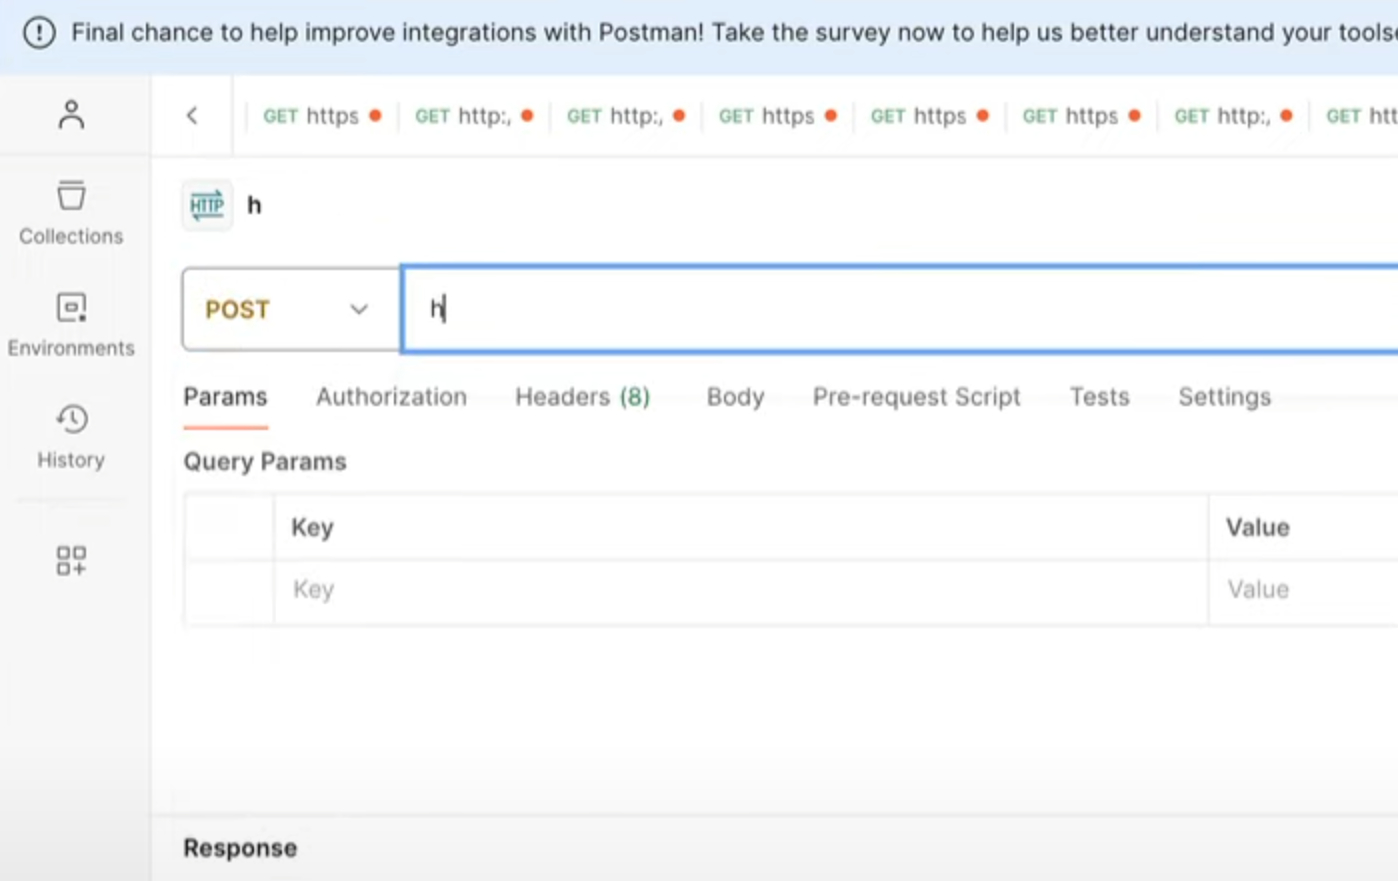 Final chance to help improve integrations with Postman! Take the survey now to help us better understand your tools
GET https GET http:, GET http:, GET https GET https GET https GET http:, GET htt
HTTP h
POST h
Params Authorization Headers (8) Body Pre-request Script Tests Settings
Query Params
Key Value
Key Value
Response
Collections
Environments
History